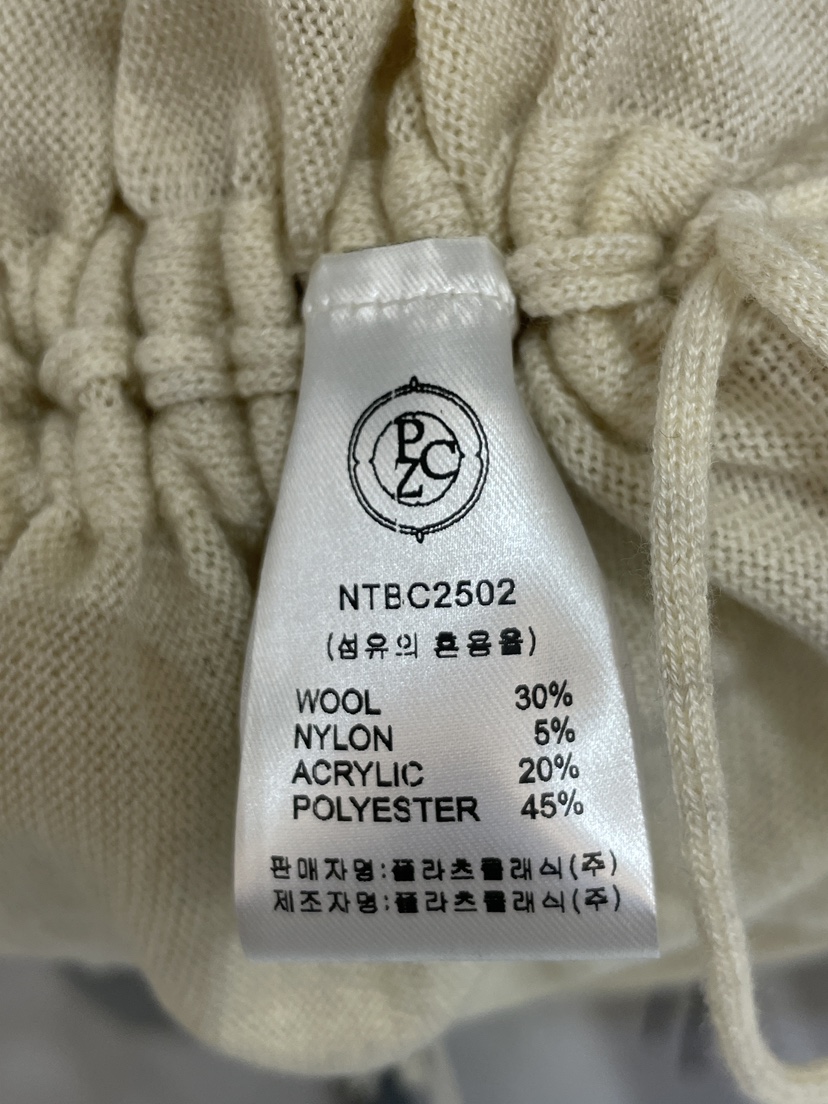 PZC
NTBC2502
(섬유의 혼용율)
WOOL 30%
NYLON 5%
ACRYLIC 20%
POLYESTER 45%
판매자명:플라츠클래식(주)
제조자명:플라츠클래식(주)